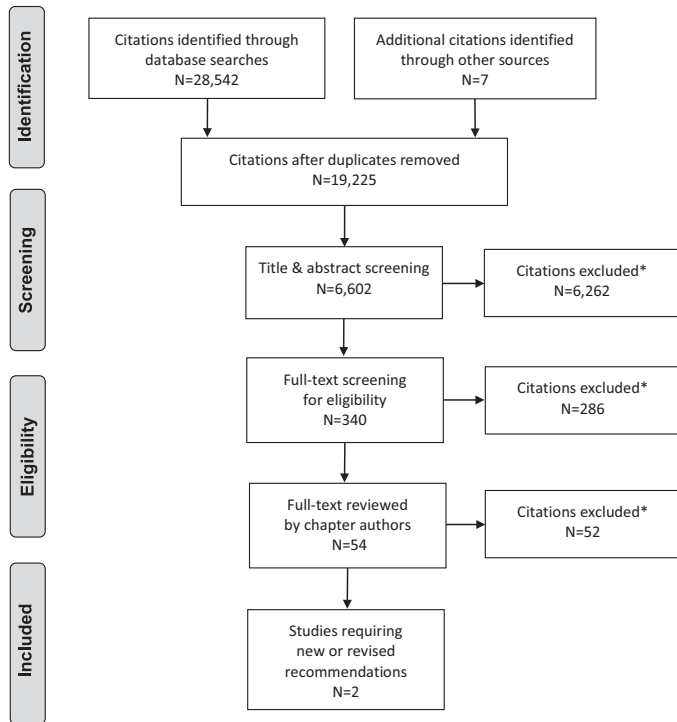 Identification
Citations identified through
database searches
N=28,542
Additional citations identified
through other sources
N=7
Citations after duplicates removed
N=19,225
Screening
Title & abstract screening
N=6,602
Citations excluded*
N=6,262
Eligibility
Full-text screening
for eligibility
N=340
Citations excluded*
N=286
Full-text reviewed
by chapter authors
N=54
Citations excluded*
N=52
Included
Studies requiring
new or revised
recommendations
N=2